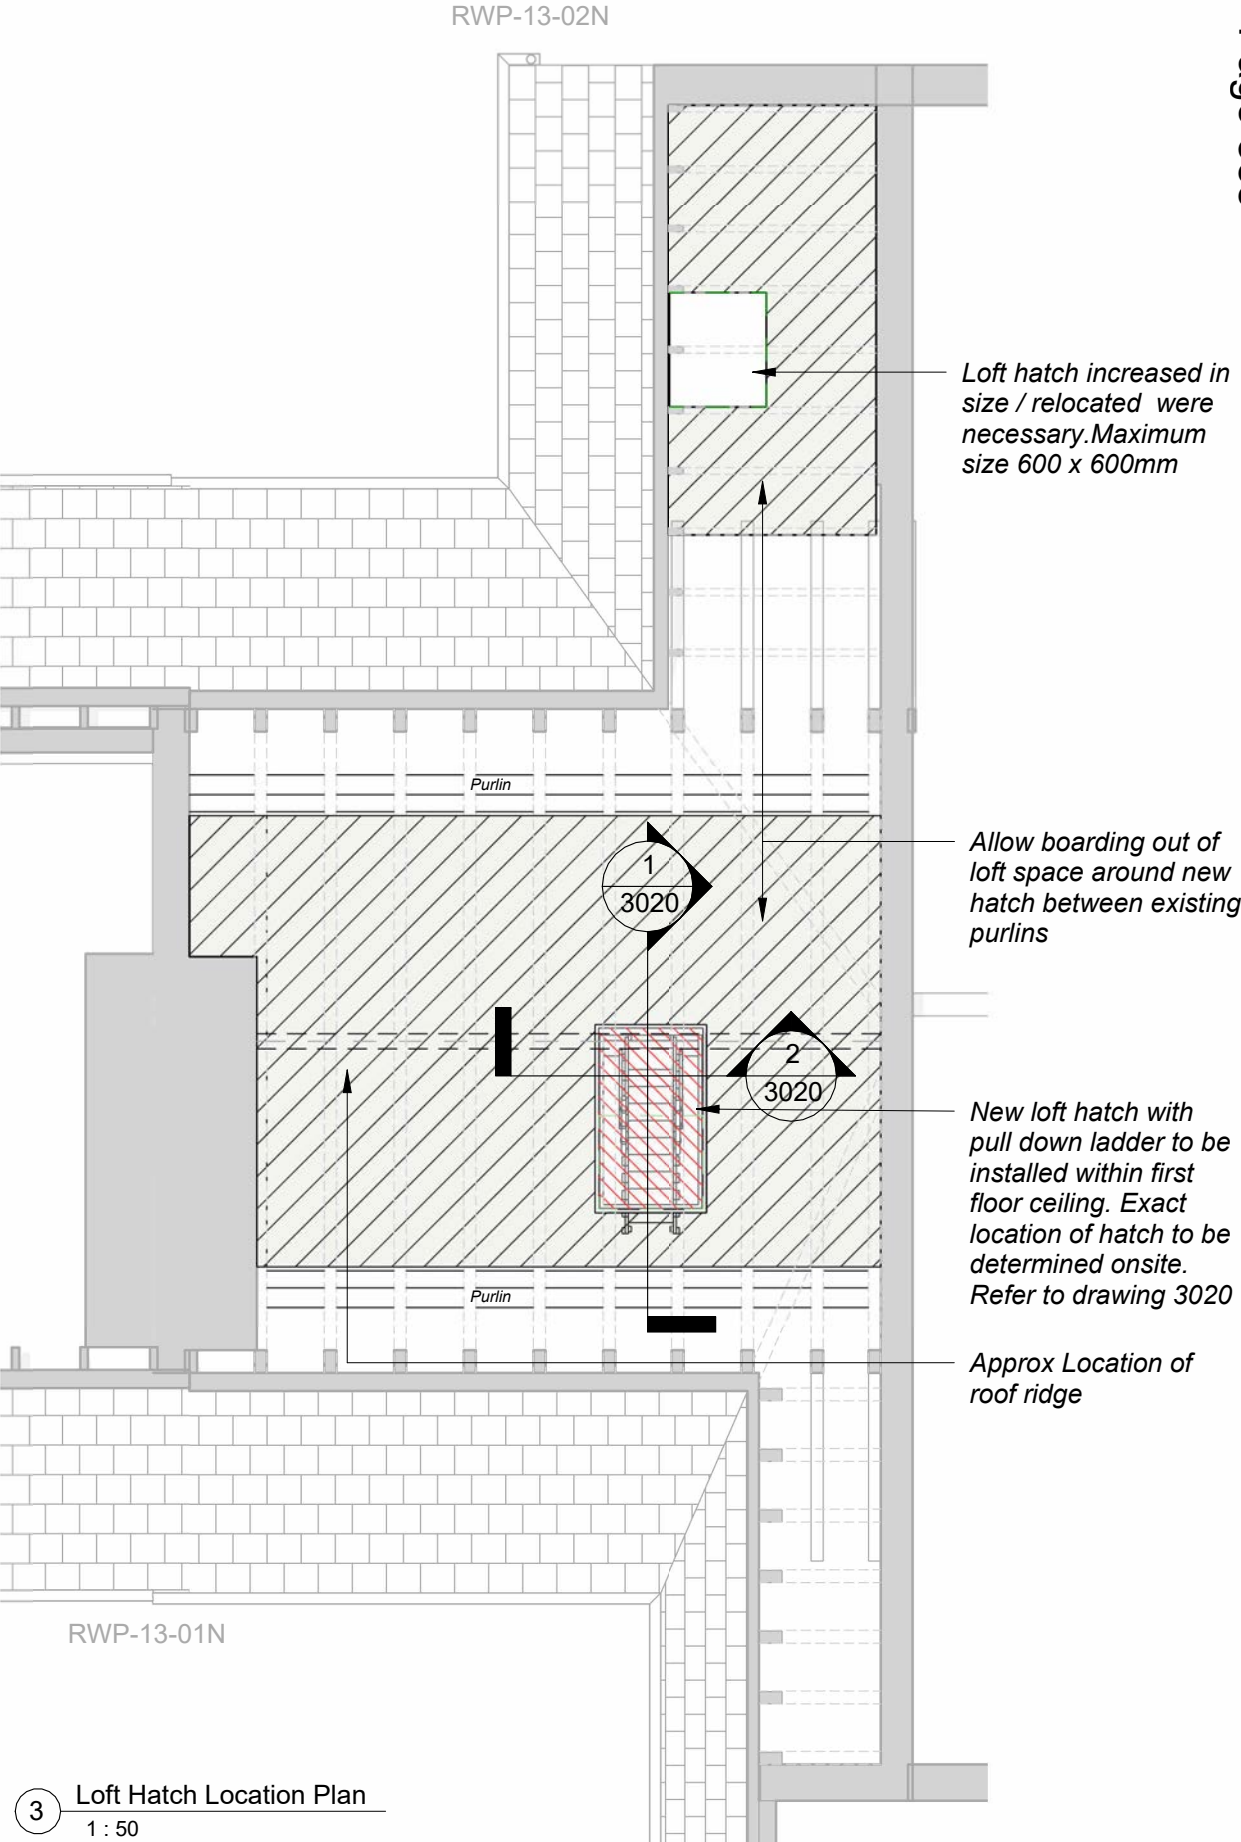 RWP-13-02N
Loft hatch increased in
size / relocated  were
necessary.Maximum
size 600 x 600mm
Purlin
1
3020
Allow boarding out of
loft space around new
hatch between existing
purlins
2
3020
New loft hatch with
pull down ladder to be
installed within first
floor ceiling. Exact
location of hatch to be
determined onsite.
Refer to drawing 3020
Purlin
Approx Location of
roof ridge
RWP-13-01N
3
Loft Hatch Location Plan
1 : 50